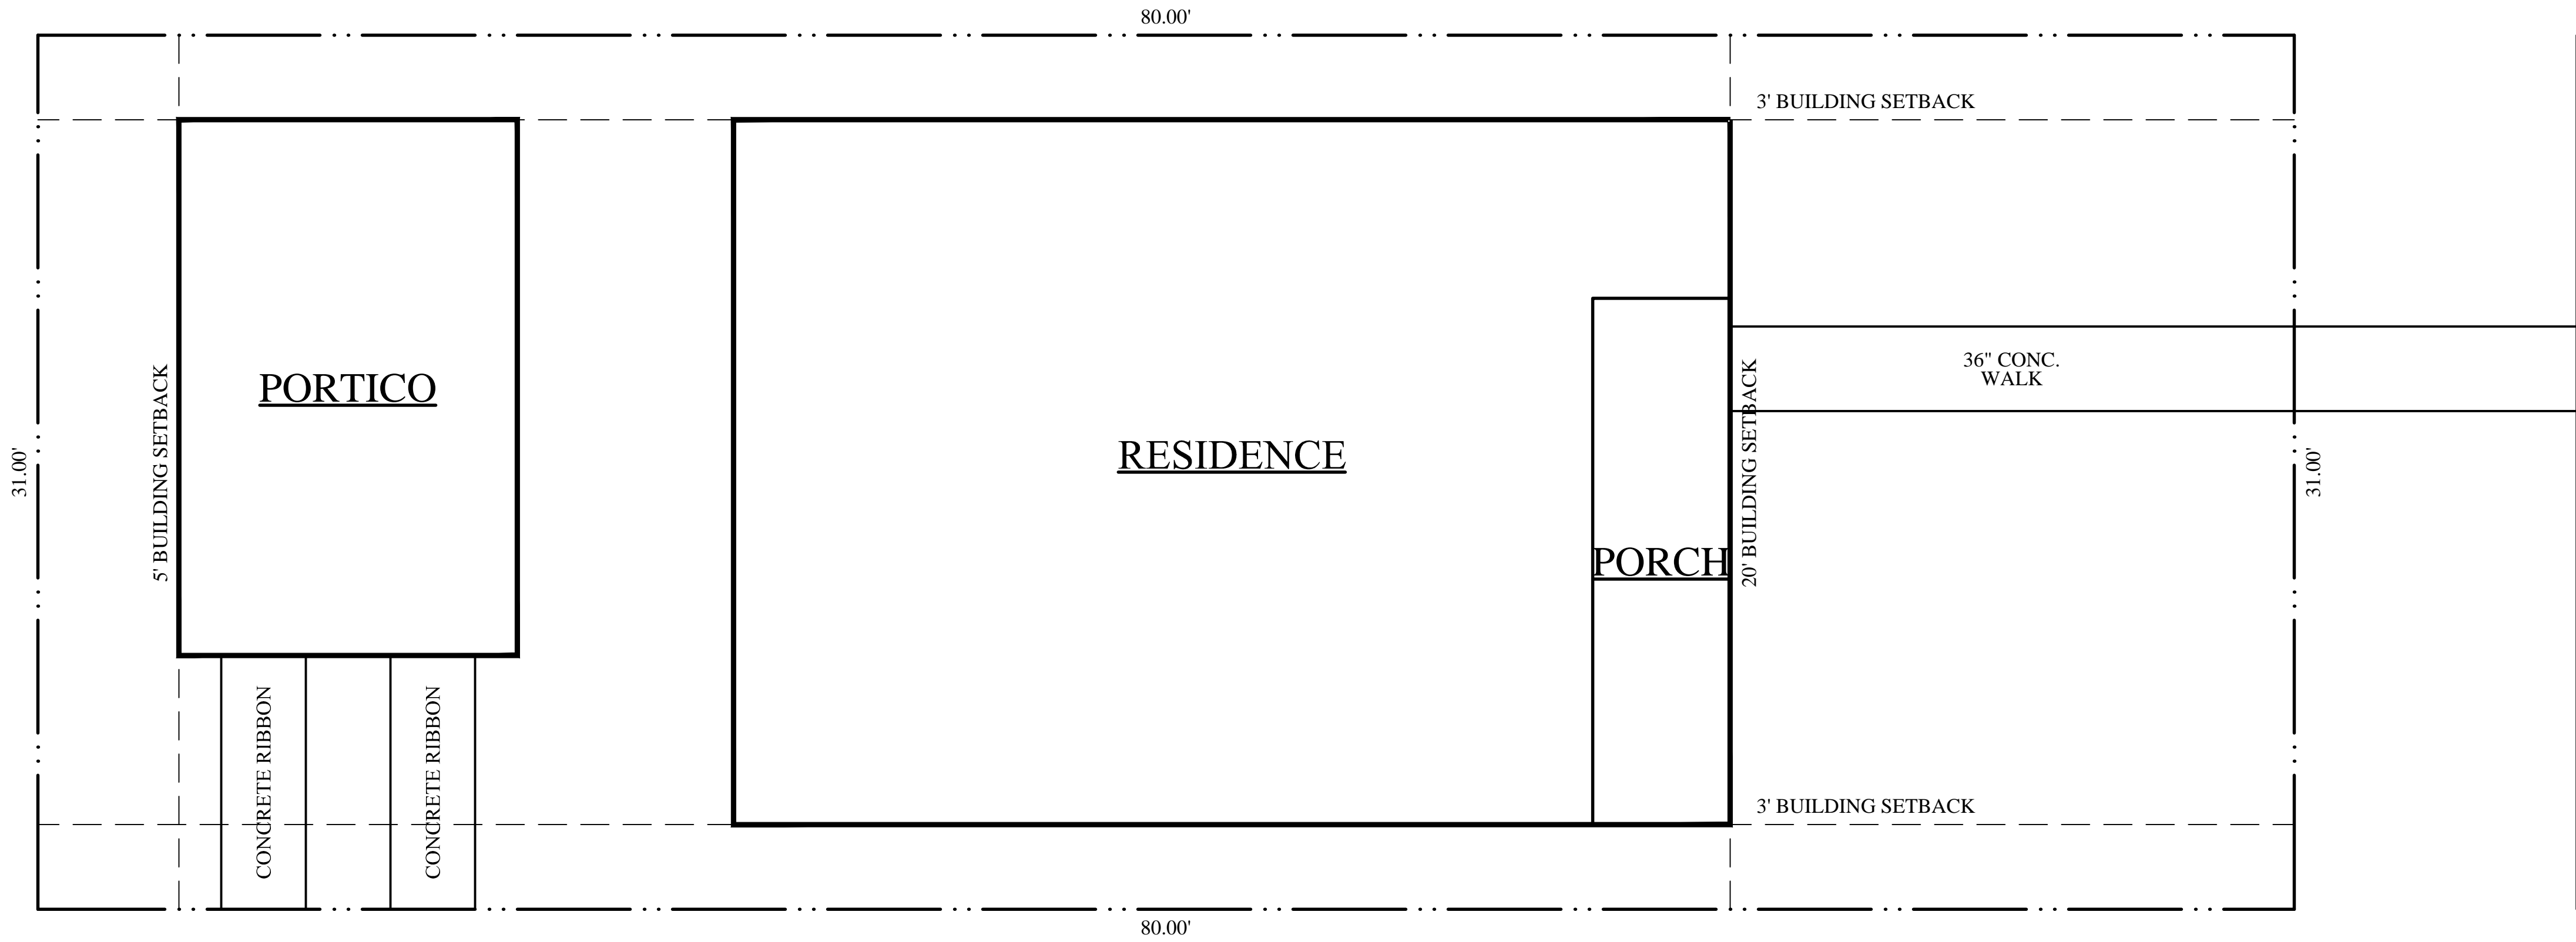 80.00'
3' BUILDING SETBACK
36" CONC.
WALK
PORTICO
5' BUILDING SETBACK
31.00'
RESIDENCE
PORCH
20' BUILDING SETBACK
31.00'
CONCRETE RIBBON
CONCRETE RIBBON
3' BUILDING SETBACK
80.00'